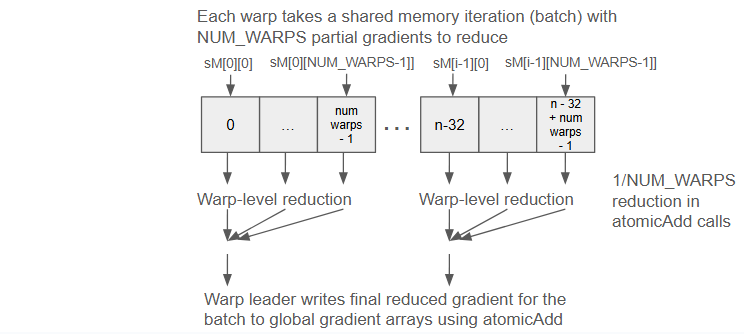 Each warp takes a shared memory iteration (batch) with
NUM_WARPS partial gradients to reduce
sM[0][0] sM[0][NUM_WARPS-1]] sM[i-1][0] sM[i-1][NUM_WARPS-1]]
0 ... num
warps
- 1 ... n-32 ... n - 32
+ num
warps
- 1
Warp-level reduction Warp-level reduction
1/NUM_WARPS
reduction in
atomicAdd calls
Warp leader writes final reduced gradient for the
batch to global gradient arrays using atomicAdd